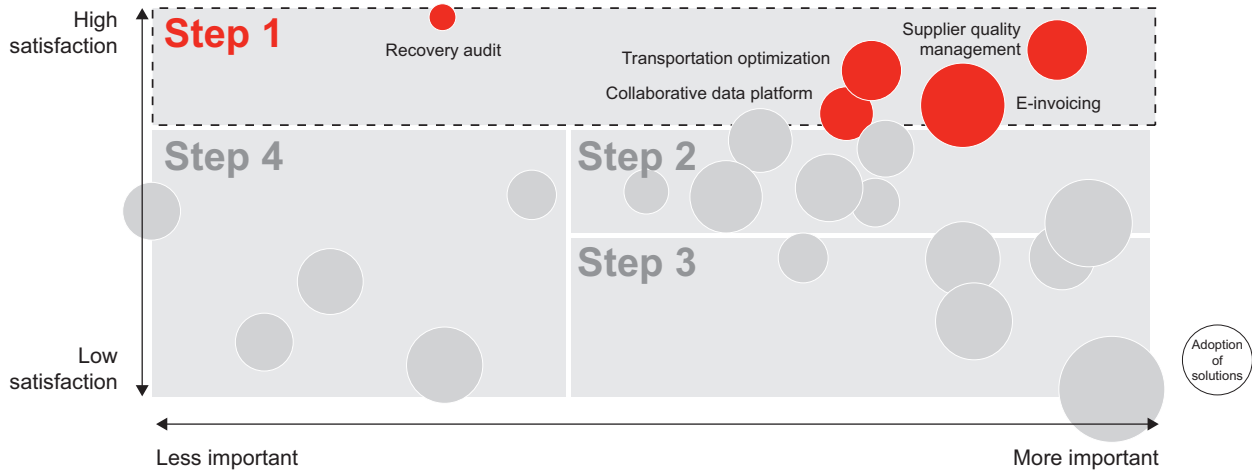 High
satisfaction
Step 1
Recovery audit
Supplier quality
management
Transportation optimization
Collaborative data platform
E-invoicing
Step 4
Step 2
Step 3
Low
satisfaction
Adoption
of
solutions
Less important
More important